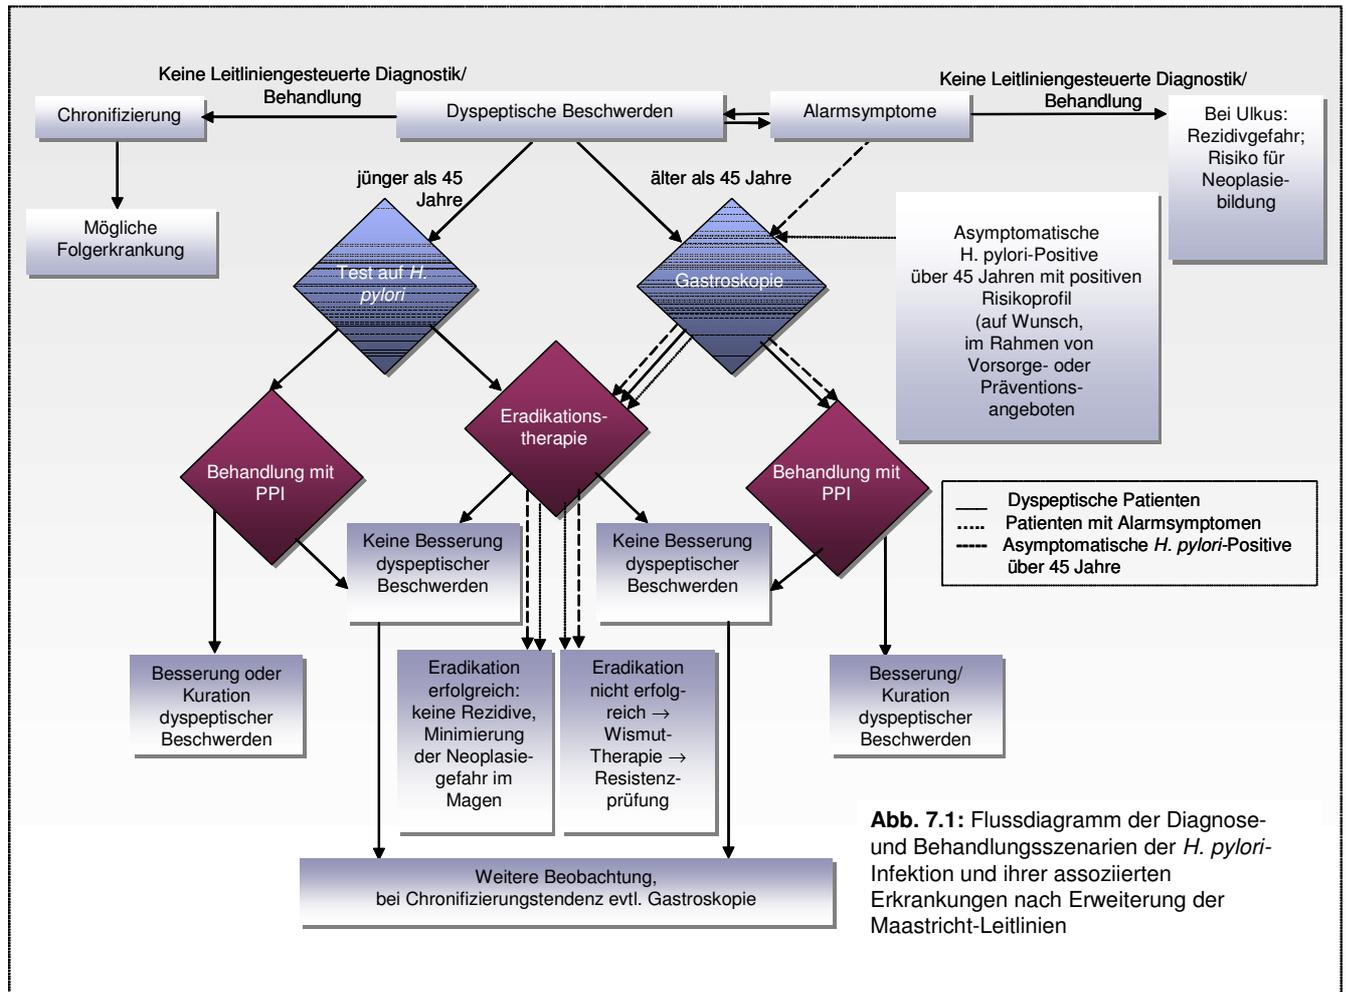 Keine Leitliniengesteuerte Diagnostik/
Behandlung
Keine Leitliniengesteuerte Diagnostik/
Behandlung
Chronifizierung
Dyspeptische Beschwerden
Alarmsymptome
Bei Ulkus:
Rezidivgefahr;
Risiko für
Neoplasie-
bildung
jünger als 45
Jahre
älter als 45 Jahre
Mögliche
Folgerkrankung
Test auf H.
pylori
Gastroskopie
Asymptomatische
H. pylori-Positive
über 45 Jahren mit positiven
Risikoprofil
(auf Wunsch,
im Rahmen von
Vorsorge- oder
Präventions-
angeboten
Eradikations-
therapie
Behandlung mit
PPI
Behandlung mit
PPI
Dyspeptische Patienten
Patienten mit Alarmsymptomen
Asymptomatische H. pylori-Positive
über 45 Jahre
Keine Besserung
dyspeptischer
Beschwerden
Keine Besserung
dyspeptischer
Beschwerden
Besserung oder
Kuration
dyspeptischer
Beschwerden
Eradikation
erfolgreich:
keine Rezidive,
Minimierung
der Neoplasie-
gefahr im
Magen
Eradikation
nicht erfolg-
reich →
Wismut-
Therapie →
Resistenz-
prüfung
Besserung/
Kuration
dyspeptischer
Beschwerden
Weitere Beobachtung,
bei Chronifizierungstendenz evtl. Gastroskopie
Abb. 7.1: Flussdiagramm der Diagnose-
und Behandlungsszenarien der H. pylori-
Infektion und ihrer assoziierten
Erkrankungen nach Erweiterung der
Maastricht-Leitlinien